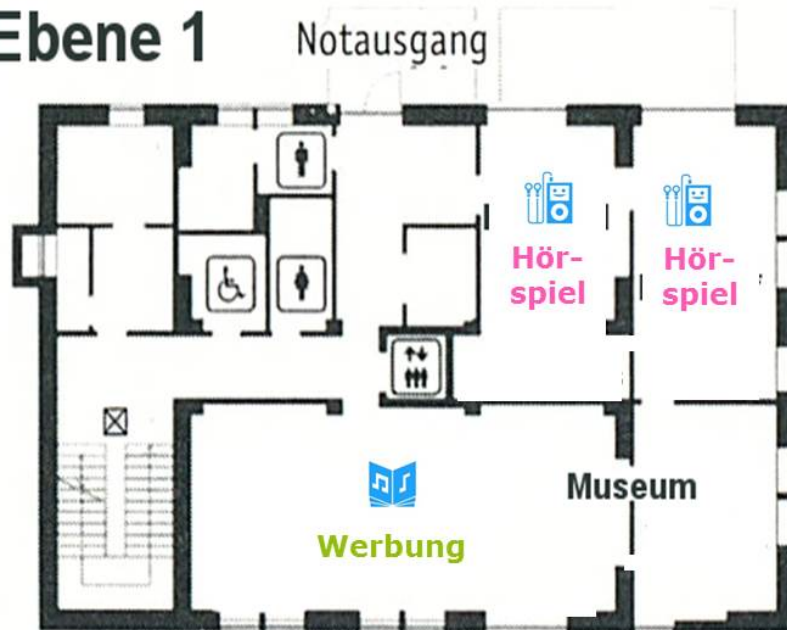 Ebene 1
Notausgang
Hör-
spiel
Hör-
spiel
Museum
Werbung